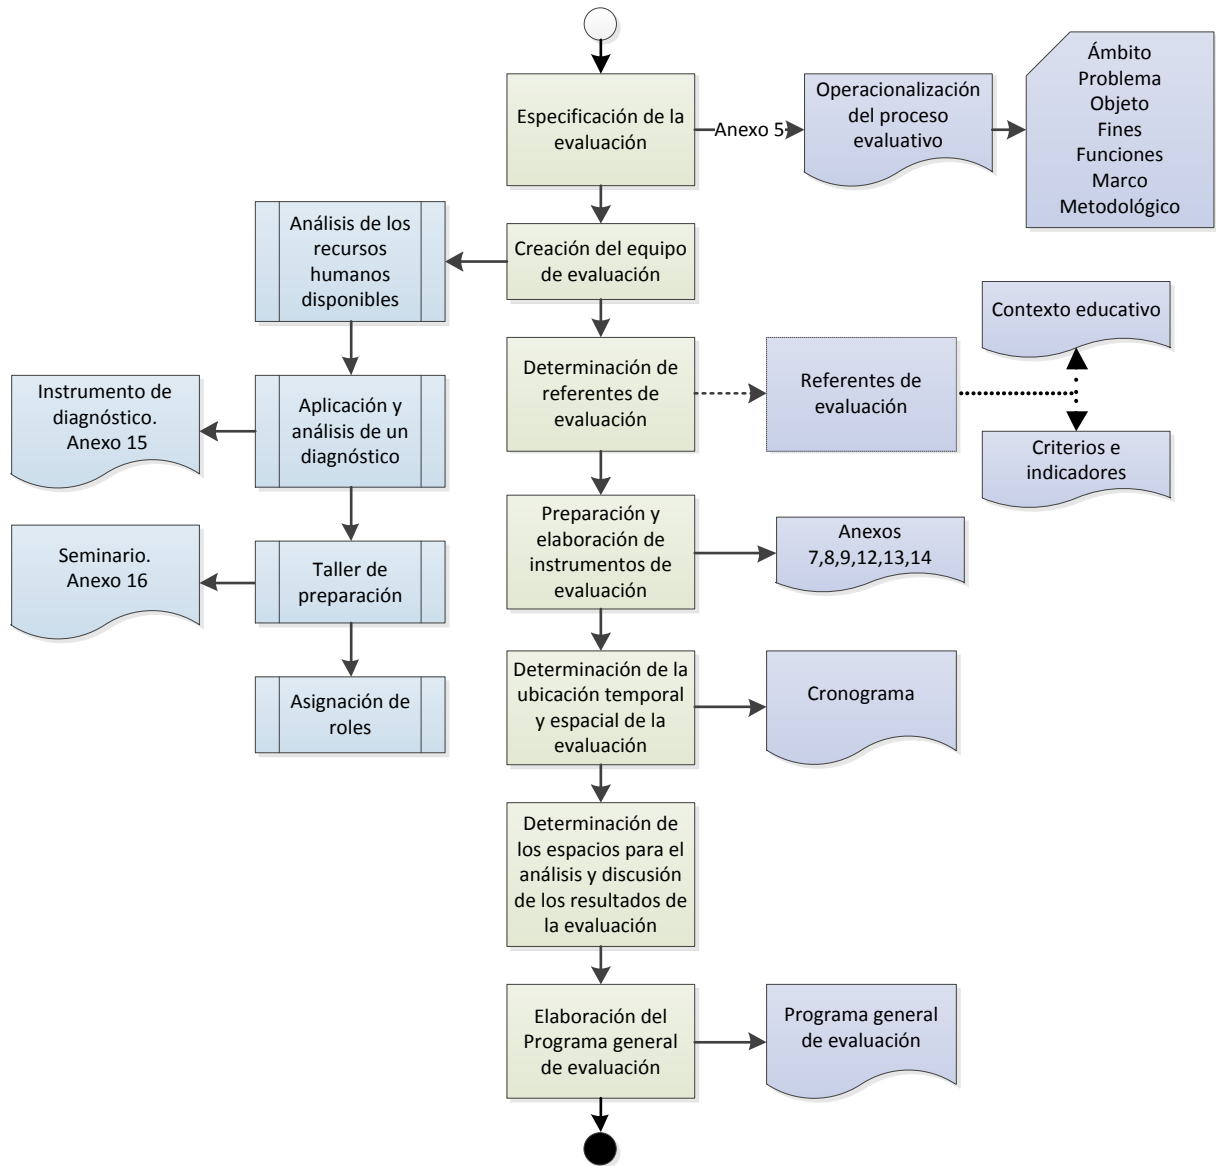 Especificación de la
evaluación
Anexo 5
Operacionalización
del proceso
evaluativo
Ámbito
Problema
Objeto
Fines
Funciones
Marco
Metodológico
Análisis de los
recursos
humanos
disponibles
Creación del equipo
de evaluación
Contexto educativo
Determinación de
referentes de
evaluación
Referentes de
evaluación
Criterios e
indicadores
Instrumento de
diagnóstico.
Anexo 15
Aplicación y
análisis de un
diagnóstico
Preparación y
elaboración de
instrumentos de
evaluación
Anexos
7,8,9,12,13,14
Seminario.
Anexo 16
Taller de
preparación
Determinación de la
ubicación temporal
y espacial de la
evaluación
Cronograma
Asignación de
roles
Determinación de
los espacios para el
análisis y discusión
de los resultados de
la evaluación
Elaboración del
Programa general
de evaluación
Programa general
de evaluación